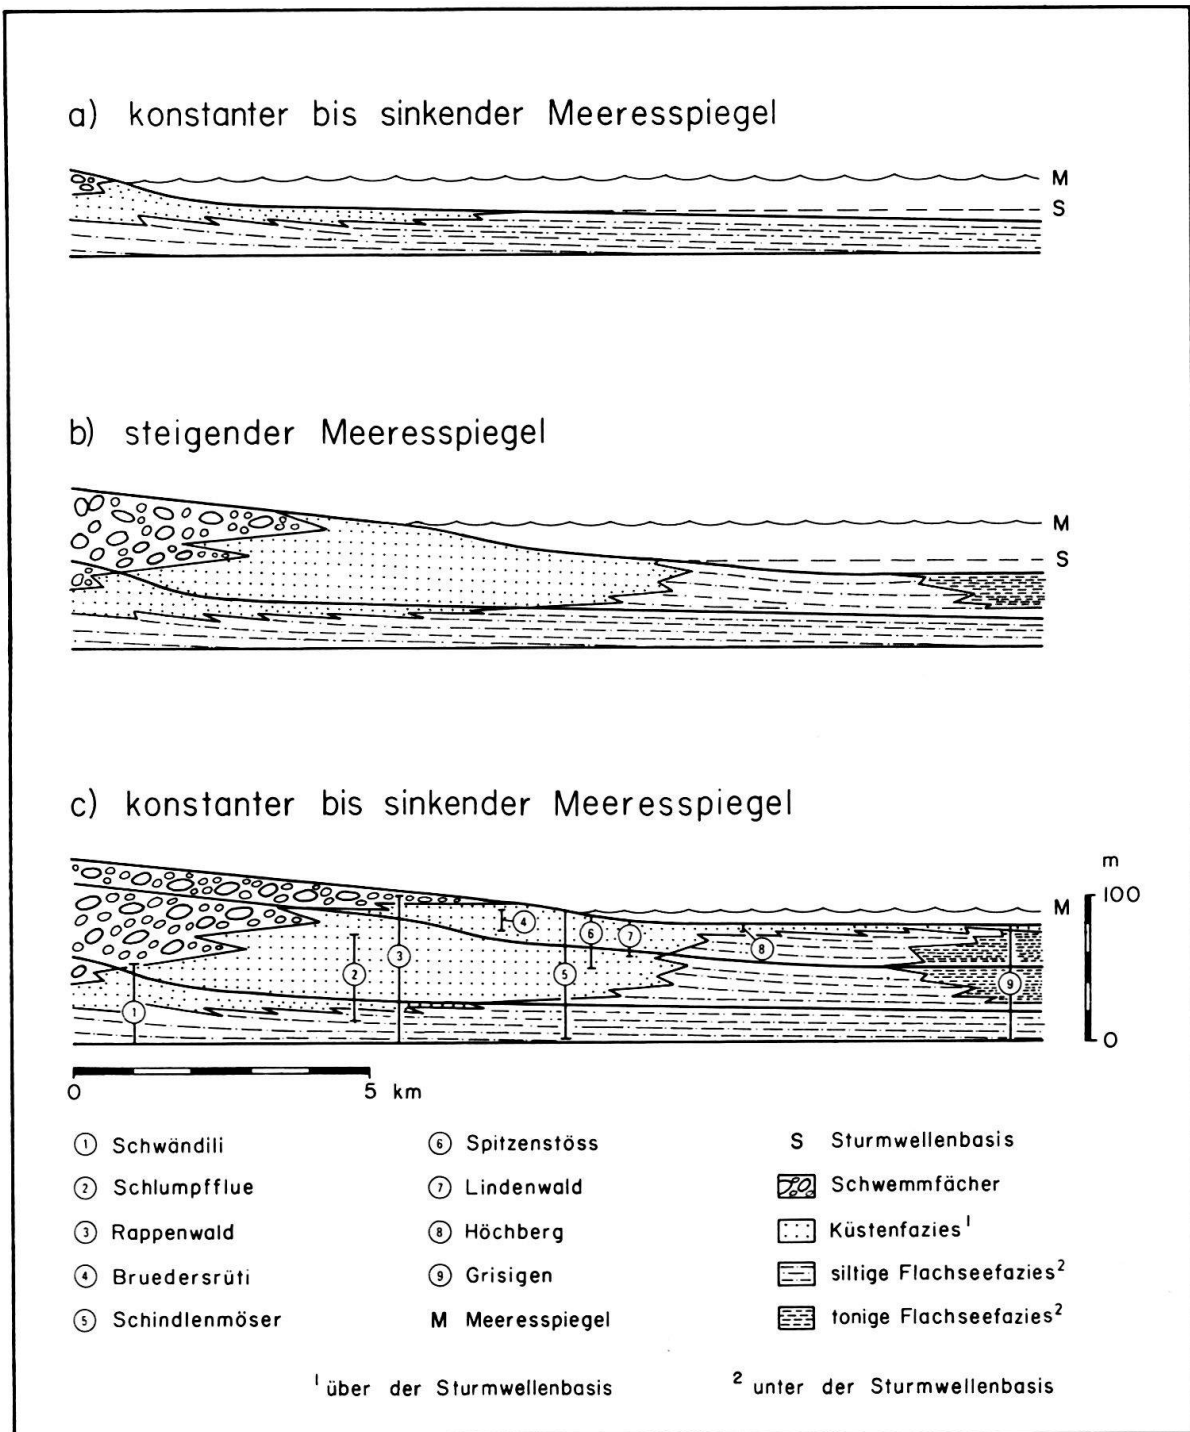 a) konstanter bis sinkender Meeresspiegel
M
S
b) steigender Meeresspiegel
M
S
c) konstanter bis sinkender Meeresspiegel
m
100
M
0
1
2
3
4
5
6
7
8
9
0 5 km
1 Schwändili
2 Schlumpfflue
3 Rappenwald
4 Bruedersrüti
5 Schindlenmöser
6 Spitzenstöss
7 Lindenwald
8 Höchberg
9 Grisigen
M Meeresspiegel
S Sturmwellenbasis
Schwemmfächer
Küstenfazies¹
siltige Flachseefazies²
tonige Flachseefazies²
¹ über der Sturmwellenbasis
² unter der Sturmwellenbasis